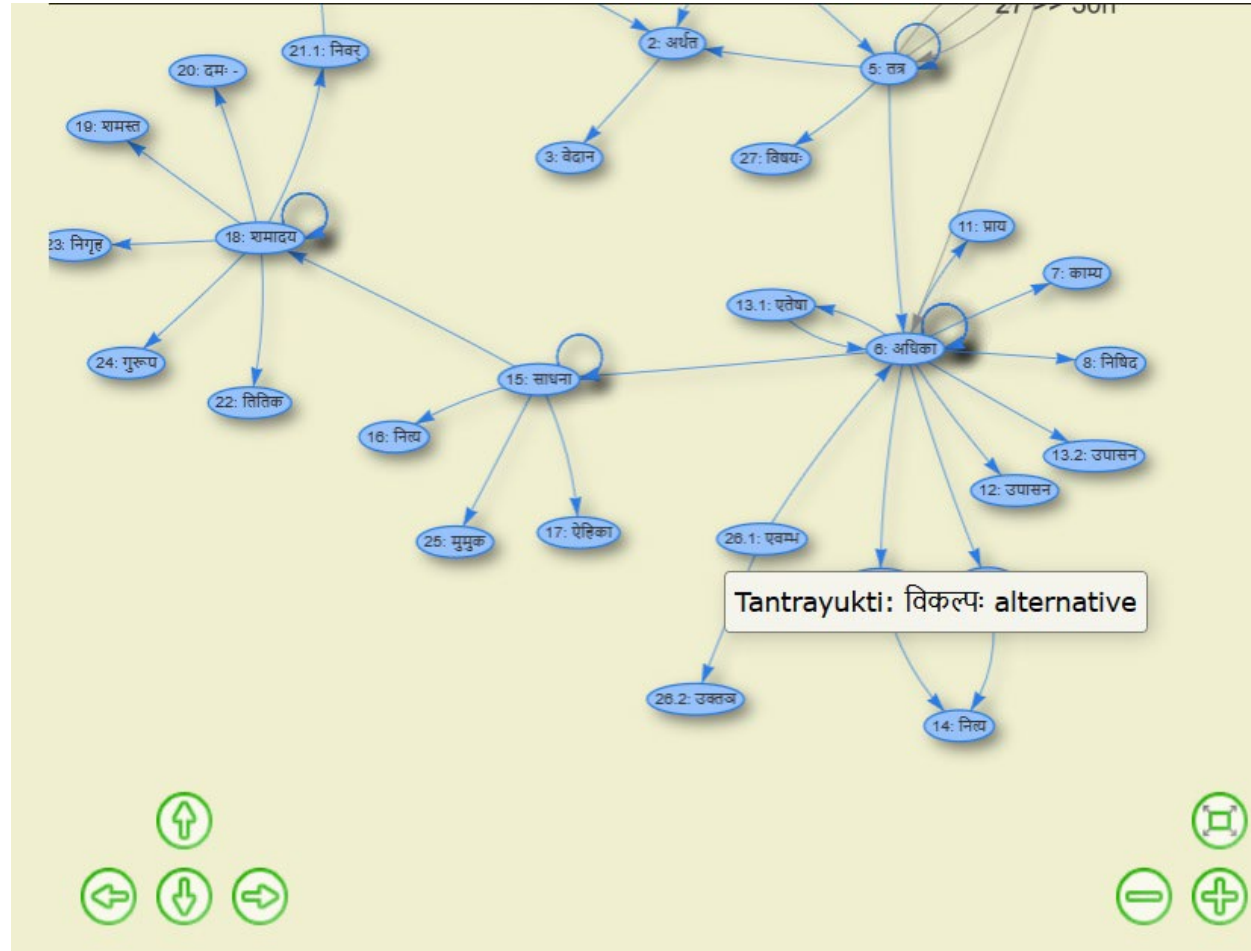 21.1: निवर्
2: अर्थत
20: दमः -
5: तत्र
19: शमस्त
3: वेदान
27: विषयः
11: प्राय
18: शमादय
23: निगृह
7: काम्य
13.1: एतेषा
6: अधिका
24: गुरूप
8: निषिद
15: साधना
22: तितिक
16: नित्य
13.2: उपासन
12: उपासन
25: मुमुक
17: ऐहिका
26.1: एवम्भ
Tantrayukti: विकल्पः alternative
26.2: उक्तञ
14: नित्य